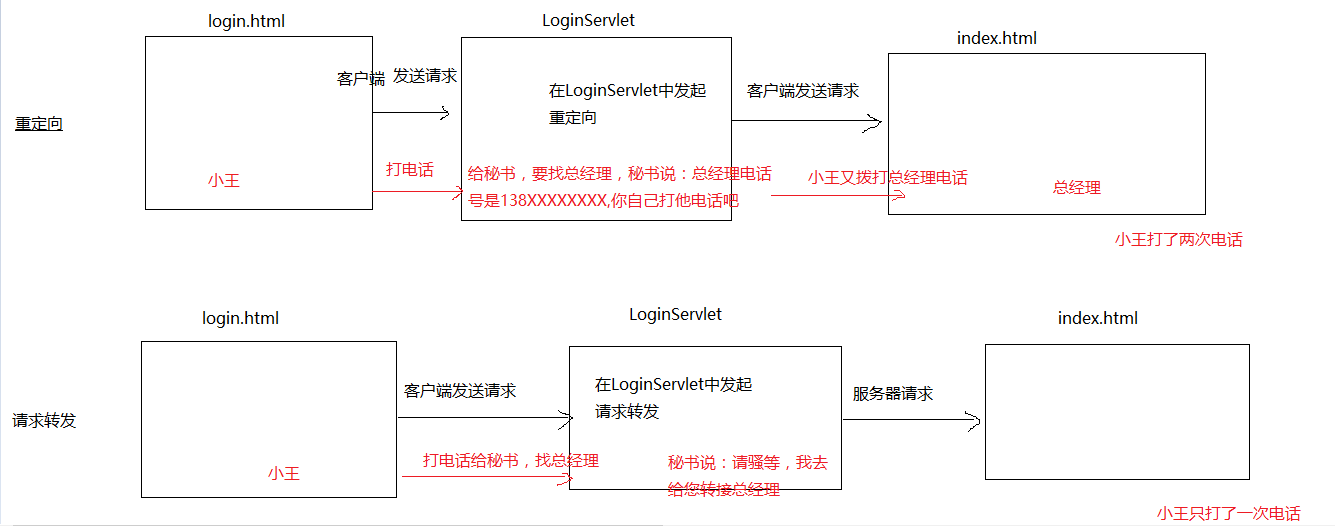 login.html
LoginServlet
index.html
客户端 发送请求
在LoginServlet中发起
重定向
客户端发送请求
重定向
小王
打电话
给秘书，要找总经理，秘书说：总经理电话
号是138XXXXXXXX,你自己打他电话吧
小王又拨打总经理电话
总经理
小王打了两次电话
login.html
LoginServlet
index.html
客户端发送请求
在LoginServlet中发起
请求转发
服务器请求
请求转发
小王
打电话给秘书，找总经理
秘书说：请骚等，我去
给您转接总经理
小王只打了一次电话